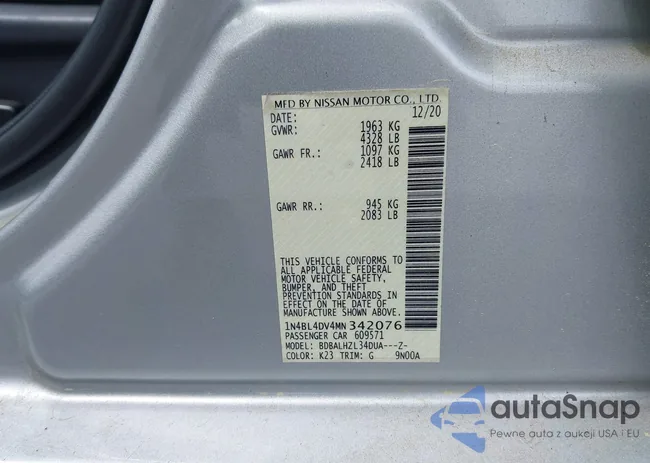 MFD BY NISSAN MOTOR CO., LTD.
DATE: 12/20
GVWR: 1963 KG
4328 LB
GAWR FR.: 1097 KG
2418 LB
GAWR RR.: 945 KG
2083 LB
THIS VEHICLE CONFORMS TO
ALL APPLICABLE FEDERAL
MOTOR VEHICLE SAFETY,
BUMPER, AND THEFT
PREVENTION STANDARDS IN
EFFECT ON THE DATE OF
MANUFACTURE SHOWN ABOVE.
1N4BL4DV4MN342076
PASSENGER CAR 609571
MODEL: BDBALHZL34DUA---Z-
COLOR: K23 TRIM: G 9N00A
autoSnap
Pewne auta z aukcji USA i EU